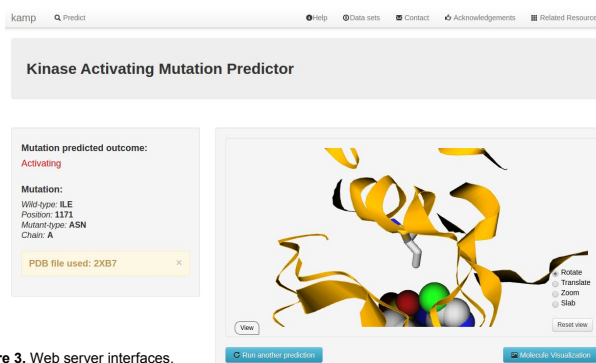 kamp Predict Help Data sets Contact Acknowledgements Related Resource
Kinase Activating Mutation Predictor
Mutation predicted outcome:
Activating
Mutation:
Wild-type: ILE
Position: 1171
Mutant-type: ASN
Chain: A
PDB file used: 2XB7 ×
Rotate
Translate
Zoom
Slab
View
Reset view
Run another prediction
Molecule Visualization
re 3. Web server interfaces.